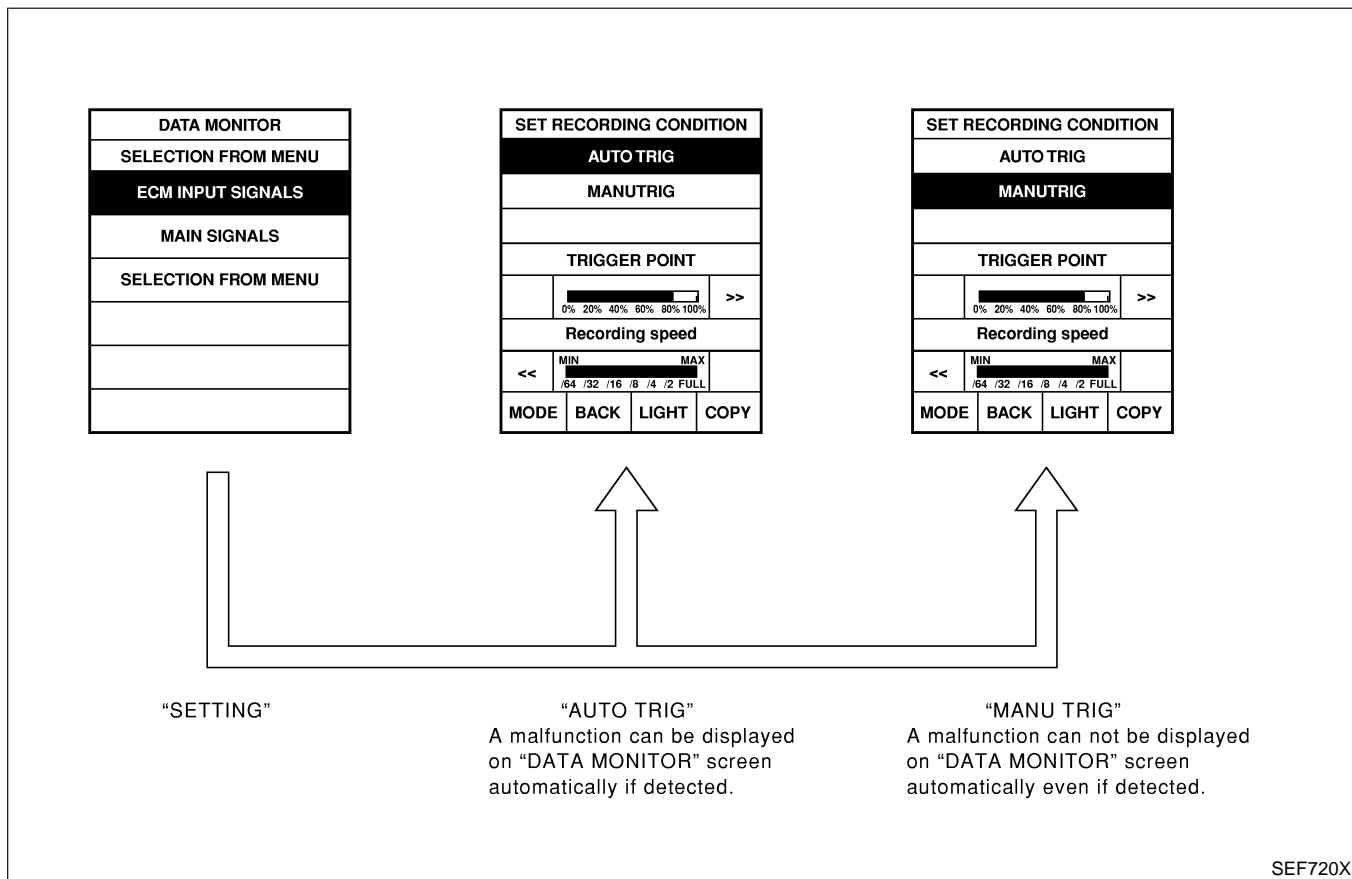 DATA MONITOR
SELECTION FROM MENU
ECM INPUT SIGNALS
MAIN SIGNALS
SELECTION FROM MENU
SET RECORDING CONDITION
AUTO TRIG
MANUTRIG
TRIGGER POINT
>>
0% 20% 40% 60% 80% 100%
Recording speed
MIN MAX
<<
/64 /32 /16 /8 /4 /2 FULL
MODE BACK LIGHT COPY
SET RECORDING CONDITION
AUTO TRIG
MANUTRIG
TRIGGER POINT
>>
0% 20% 40% 60% 80% 100%
Recording speed
MIN MAX
<<
/64 /32 /16 /8 /4 /2 FULL
MODE BACK LIGHT COPY
“SETTING”
“AUTO TRIG”
A malfunction can be displayed
on “DATA MONITOR” screen
automatically if detected.
“MANU TRIG”
A malfunction can not be displayed
on “DATA MONITOR” screen
automatically even if detected.
SEF720X